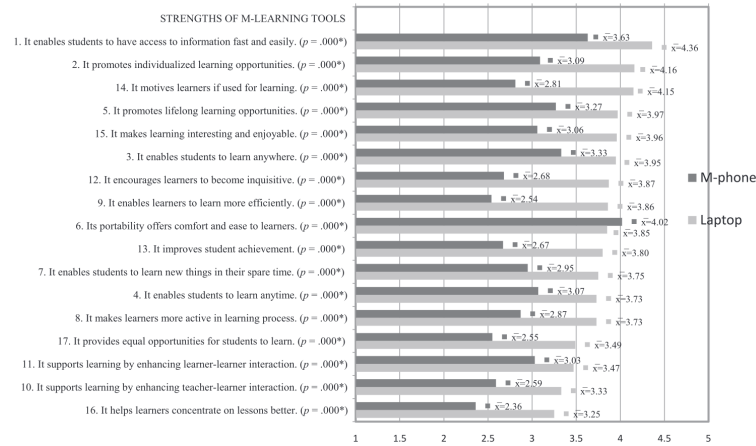 STRENGTHS OF M-LEARNING TOOLS
1. It enables students to have access to information fast and easily. (p = .000*)
x̅=3.63
x̅=4.36
2. It promotes individualized learning opportunities. (p = .000*)
x̅=3.09
x̅=4.16
14. It motives learners if used for learning. (p = .000*)
x̅=2.81
x̅=4.15
5. It promotes lifelong learning opportunities. (p = .000*)
x̅=3.27
x̅=3.97
15. It makes learning interesting and enjoyable. (p = .000*)
x̅=3.06
x̅=3.96
3. It enables students to learn anywhere. (p = .000*)
x̅=3.33
x̅=3.95
12. It encourages learners to become inquisitive. (p = .000*)
x̅=2.68
x̅=3.87
9. It enables learners to learn more efficiently. (p = .000*)
x̅=2.54
x̅=3.86
6. Its portability offers comfort and ease to learners. (p = .000*)
x̅=4.02
x̅=3.85
13. It improves student achievement. (p = .000*)
x̅=2.67
x̅=3.80
7. It enables students to learn new things in their spare time. (p = .000*)
x̅=2.95
x̅=3.75
4. It enables students to learn anytime. (p = .000*)
x̅=3.07
x̅=3.73
8. It makes learners more active in learning process. (p = .000*)
x̅=2.87
x̅=3.73
17. It provides equal opportunities for students to learn. (p = .000*)
x̅=2.55
x̅=3.49
11. It supports learning by enhancing learner-learner interaction. (p = .000*)
x̅=3.03
x̅=3.47
10. It supports learning by enhancing teacher-learner interaction. (p = .000*)
x̅=2.59
x̅=3.33
16. It helps learners concentrate on lessons better. (p = .000*)
x̅=2.36
x̅=3.25
M-phone
Laptop
1 1.5 2 2.5 3 3.5 4 4.5 5